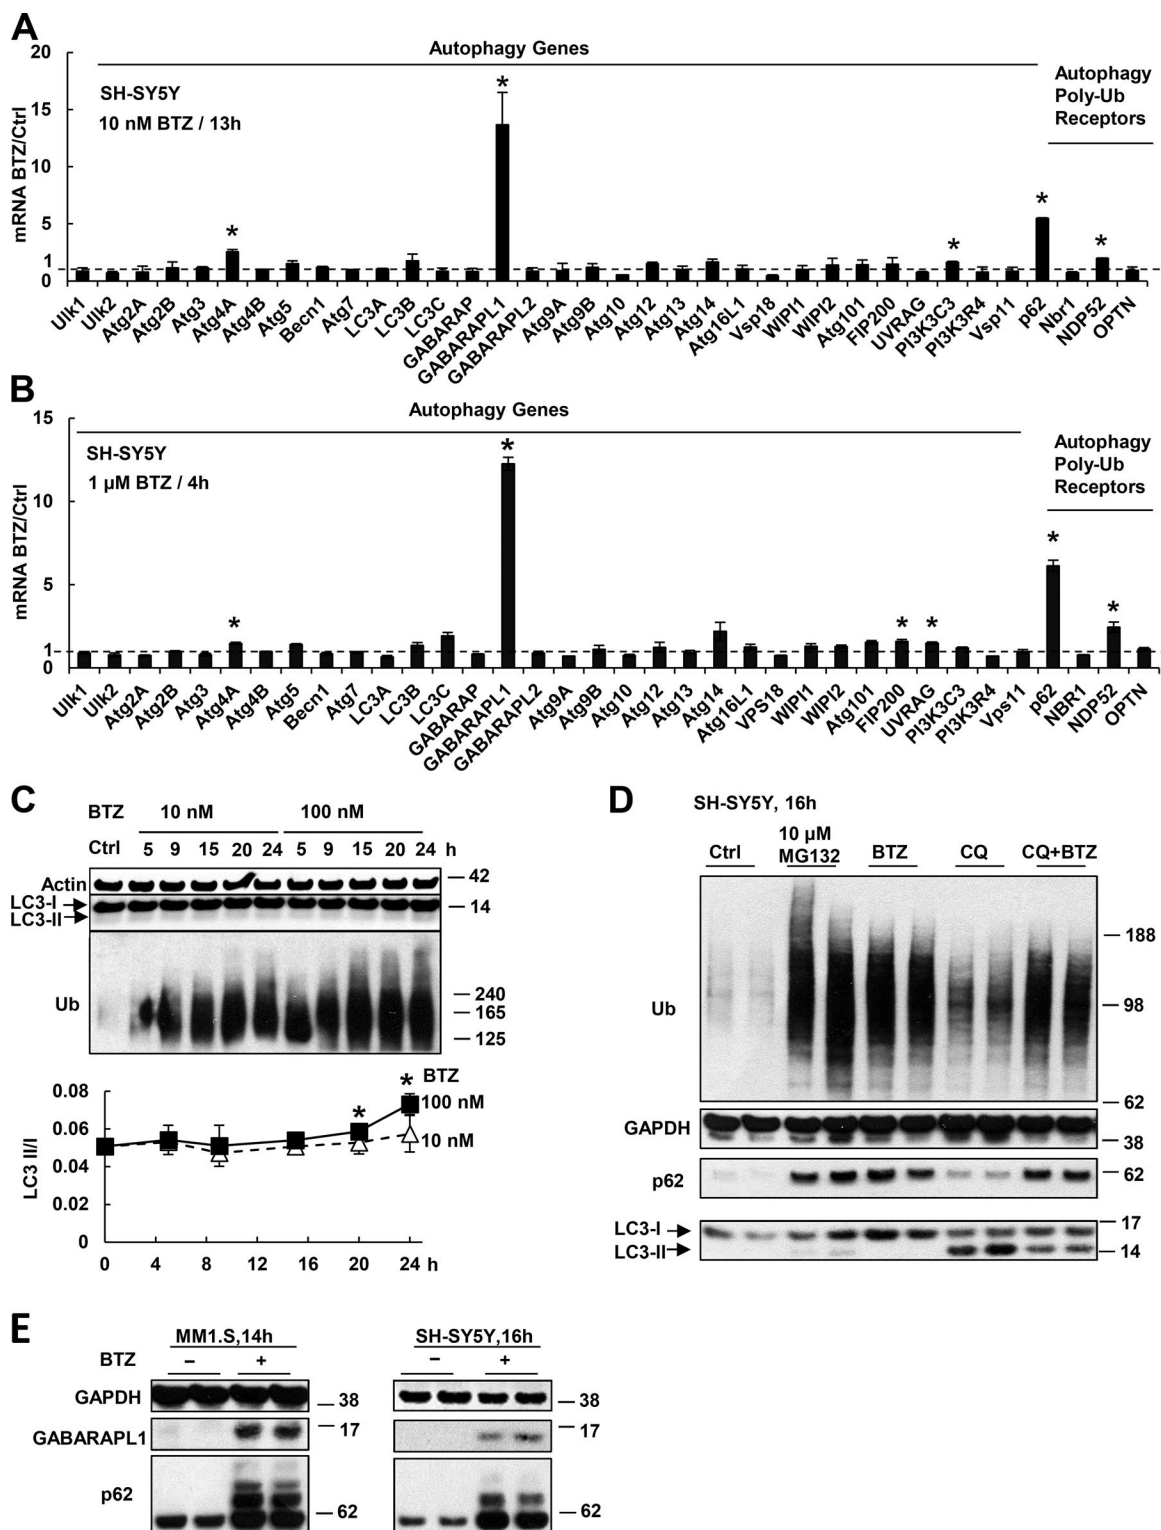 A
Autophagy Genes
Autophagy
Poly-Ub
Receptors
SH-SY5Y
10 nM BTZ / 13h
mRNA BTZ/Ctrl
20
15
10
5
1
0
* * * * *
Ulk1 Ulk2 Atg2A Atg2B Atg3 Atg4A Atg4B Atg5 Becn1 Atg7 LC3A LC3B LC3C GABARAP GABARAPL1 GABARAPL2 Atg9A Atg9B Atg10 Atg12 Atg13 Atg14 Atg16L1 Vsp18 WIPI1 WIPI2 Atg101 FIP200 UVRAG PI3K3C3 PI3K3R4 Vsp11 p62 Nbr1 NDP52 OPTN
B
Autophagy Genes
Autophagy
Poly-Ub
Receptors
SH-SY5Y
1 µM BTZ / 4h
mRNA BTZ/Ctrl
15
10
5
1
0
* * * * * *
Ulk1 Ulk2 Atg2A Atg2B Atg3 Atg4A Atg4B Atg5 Becn1 Atg7 LC3A LC3B LC3C GABARAP GABARAPL1 GABARAPL2 Atg9A Atg9B Atg10 Atg12 Atg13 Atg14 Atg16L1 VPS18 WIPI1 WIPI2 Atg101 FIP200 UVRAG PI3K3C3 PI3K3R4 Vps11 p62 NBR1 NDP52 OPTN
C
BTZ 10 nM 100 nM
Ctrl 5 9 15 20 24 5 9 15 20 24 h
Actin 42
LC3-I 14
LC3-II
Ub
240
165
125
BTZ
100 nM
10 nM
* *
LC3 II/I
0.08
0.06
0.04
0.02
0
0 4 8 12 16 20 24 h
D
SH-SY5Y, 16h
Ctrl 10 µM MG132 BTZ CQ CQ+BTZ
Ub
188
98
62
GAPDH 38
p62 62
LC3-I 17
LC3-II 14
E
MM1.S,14h SH-SY5Y,16h
BTZ – + – +
GAPDH 38 38
GABARAPL1 17 17
p62 62 62